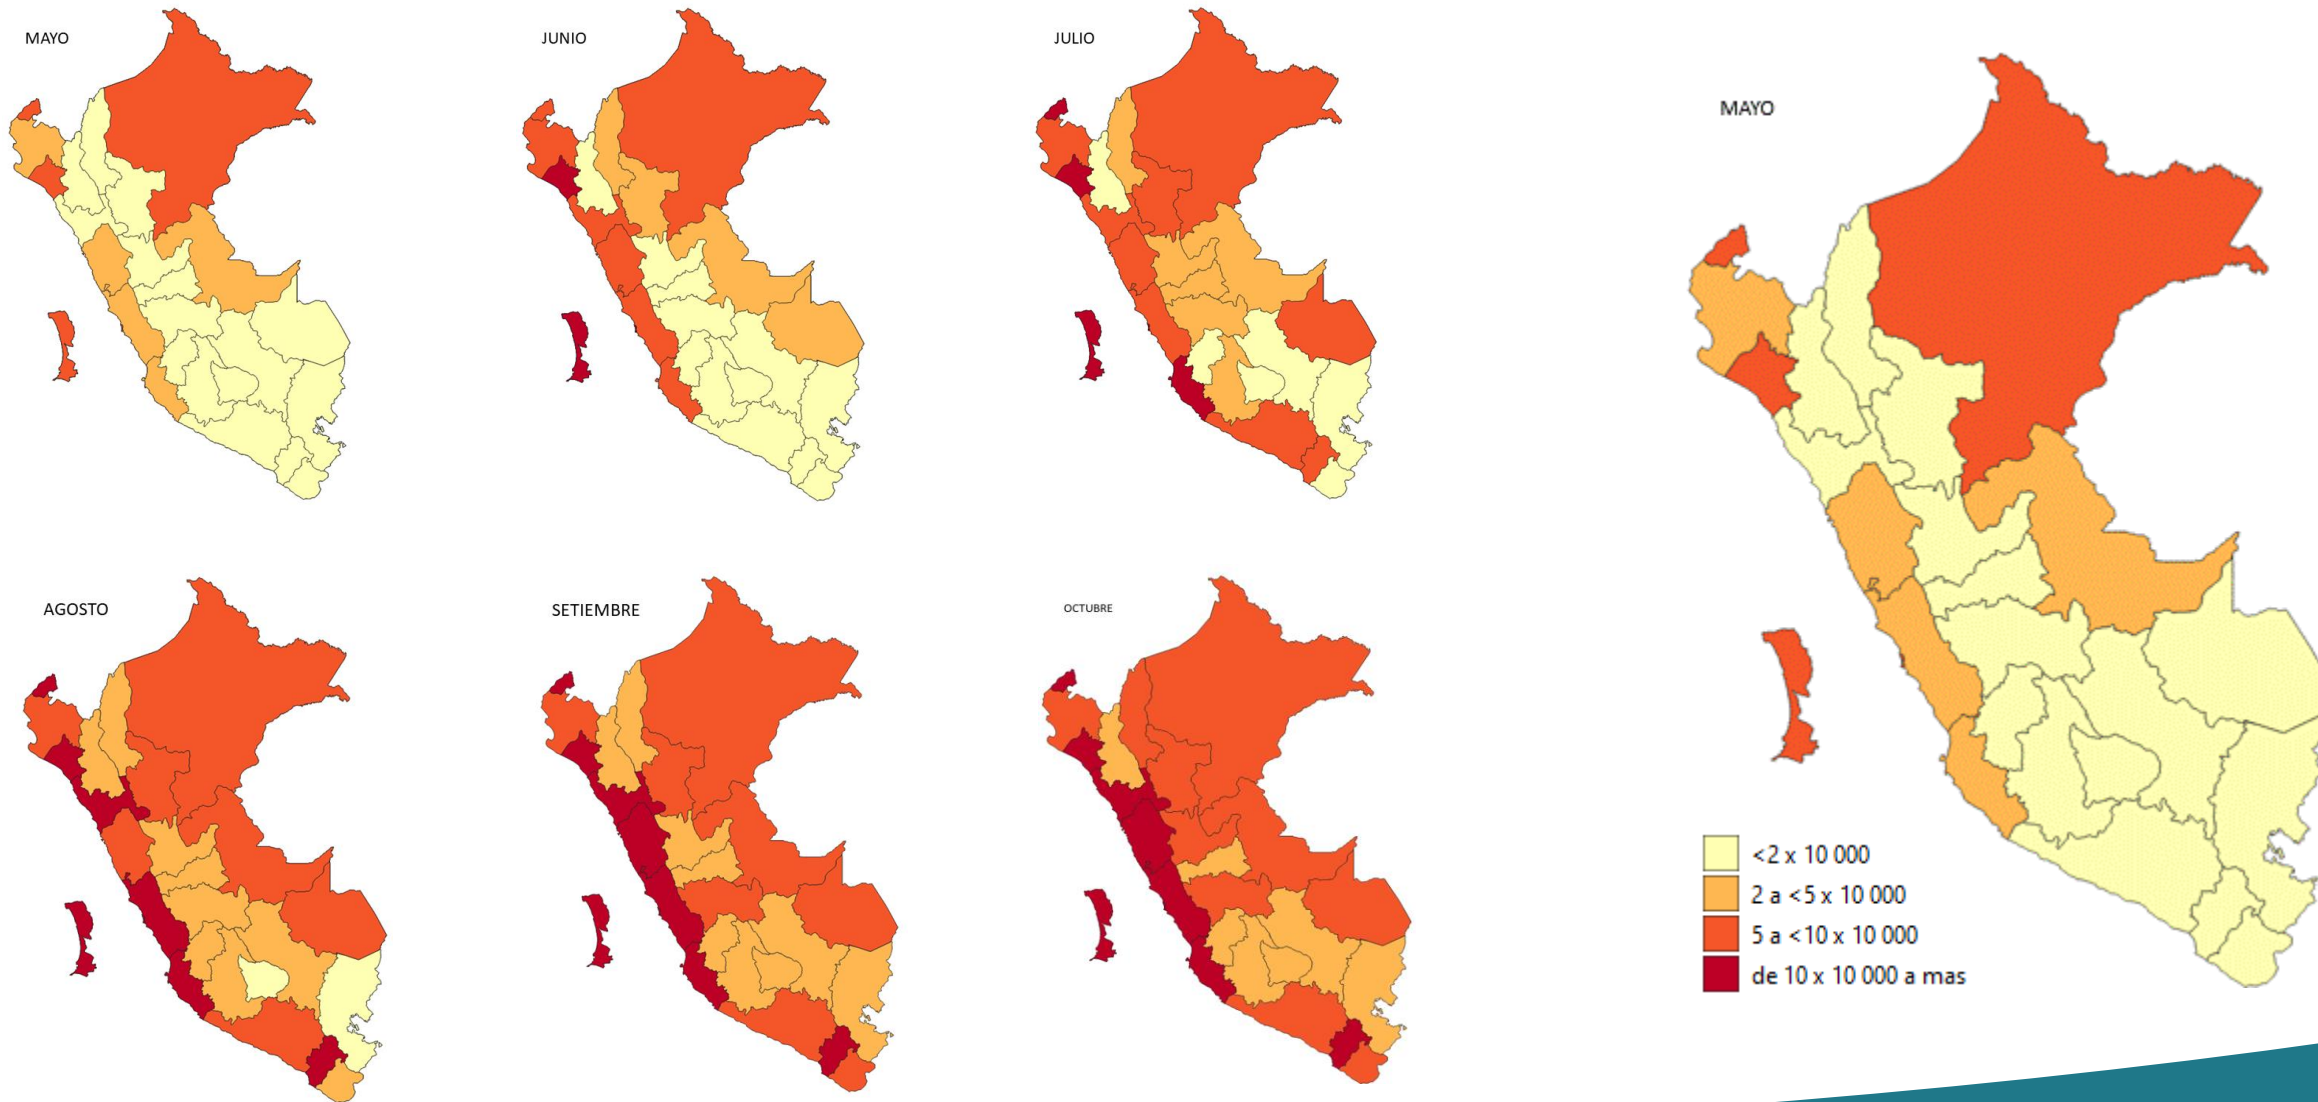 MAYO
JUNIO
JULIO
AGOSTO
SETIEMBRE
OCTUBRE
MAYO
<2 x 10 000
2 a <5 x 10 000
5 a <10 x 10 000
de 10 x 10 000 a mas